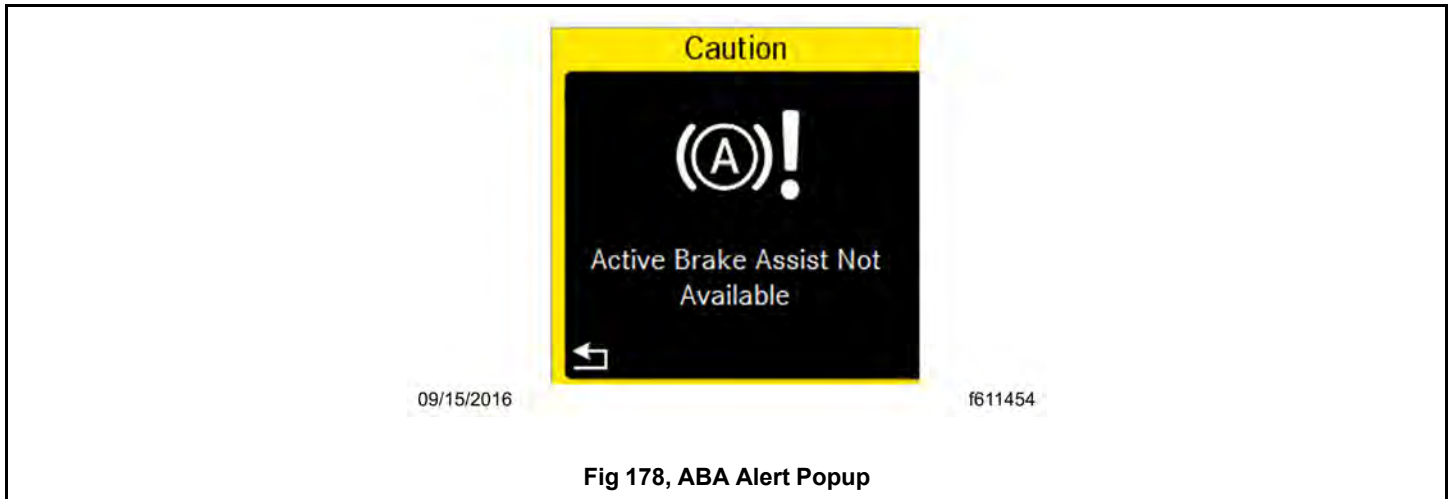 Caution
(A)!
Active Brake Assist Not
Available
09/15/2016
f611454
Fig 178, ABA Alert Popup